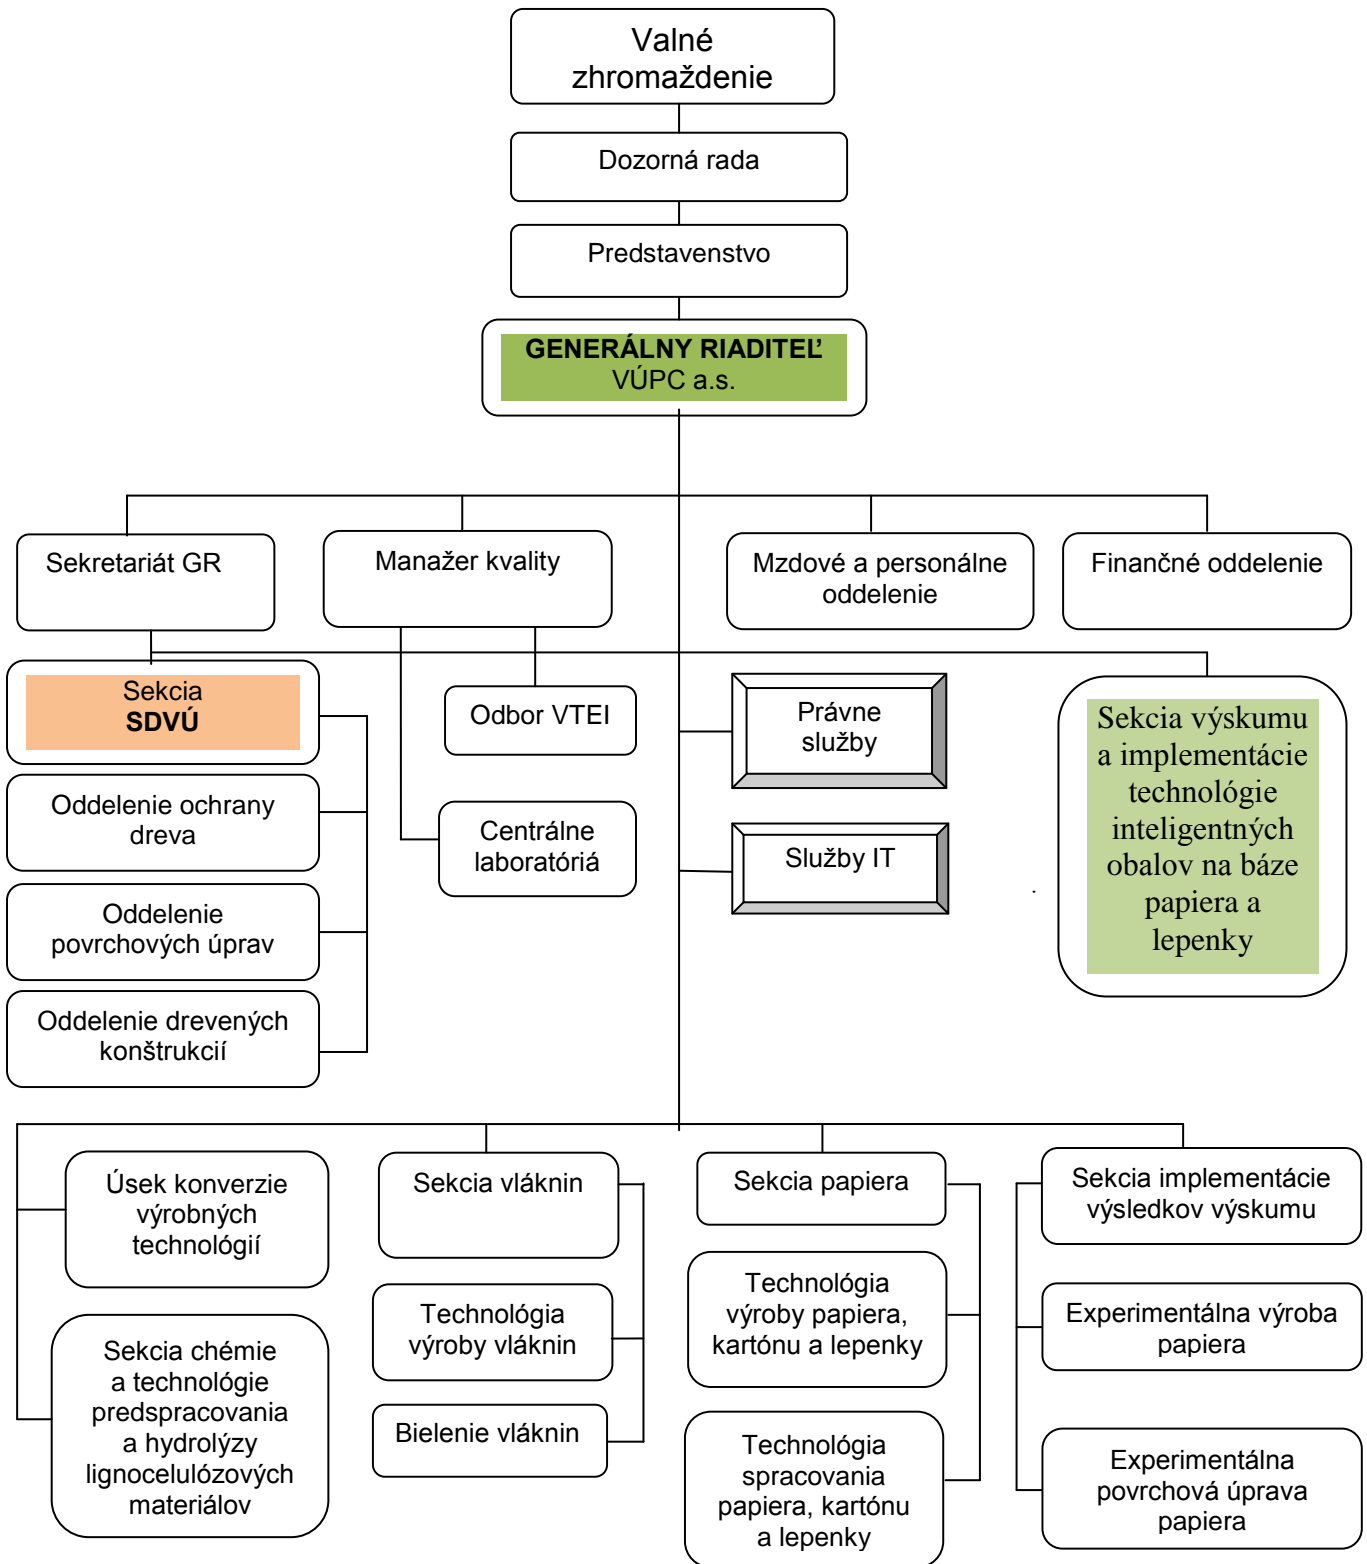 Valné
zhromaždenie
Dozorná rada
Predstavenstvo
GENERÁLNY RIADITEĽ
VÚPC a.s.
Sekretariát GR
Manažer kvality
Mzdové a personálne
oddelenie
Finančné oddelenie
Sekcia
SDVÚ
Odbor VTEI
Právne
služby
Sekcia výskumu
a implementácie
technológie
inteligentných
obalov na báze
papiera a
lepenky
Oddelenie ochrany
dreva
Centrálne
laboratóriá
Služby IT
Oddelenie
povrchových úprav
Oddelenie drevených
konštrukcií
Úsek konverzie
výrobných
technológií
Sekcia chémie
a technológie
predspracovania
a hydrolýzy
lignocelulózových
materiálov
Sekcia vláknin
Technológia
výroby vláknin
Bielenie vláknin
Sekcia papiera
Technológia
výroby papiera,
kartónu a lepenky
Technológia
spracovania
papiera, kartónu
a lepenky
Sekcia implementácie
výsledkov výskumu
Experimentálna výroba
papiera
Experimentálna
povrchová úprava
papiera